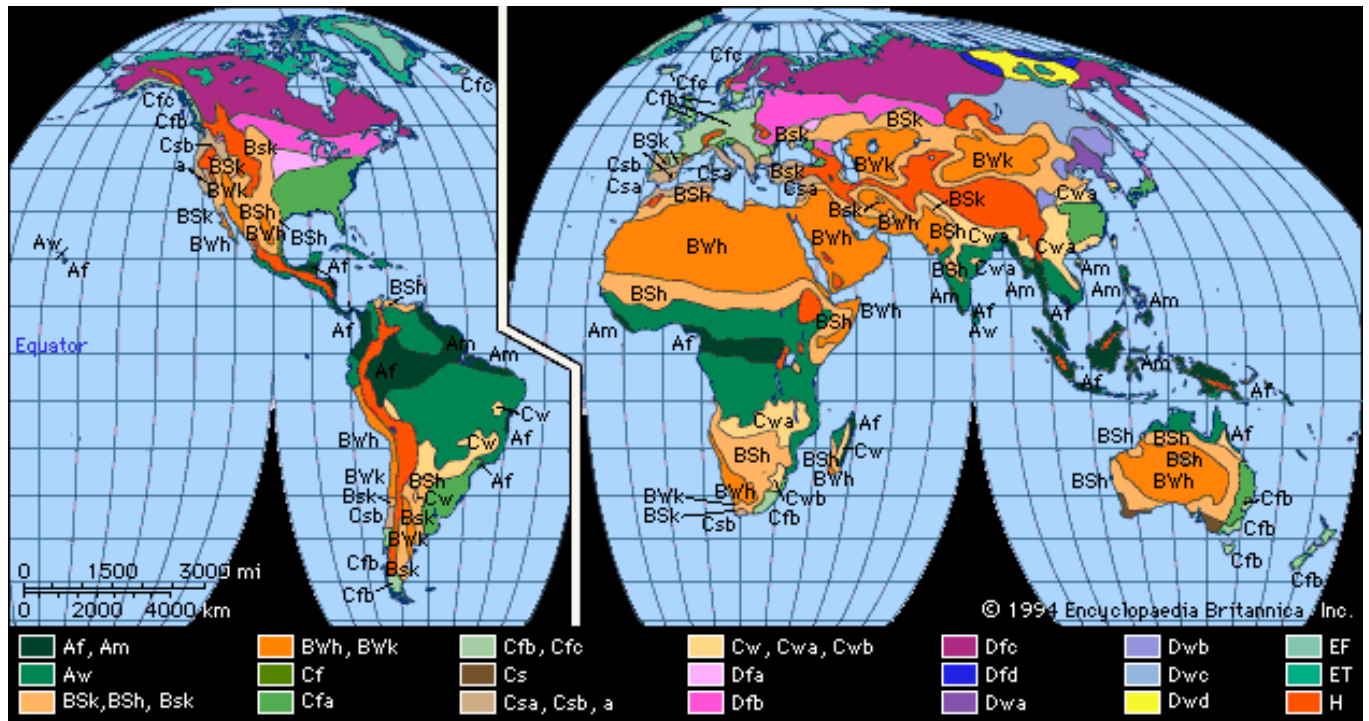 Cfc
Cfb
Csb
a
Bsk
BSk
BWk
BSk
BSh
BWh
BWh
BSh
Aw
Af
Af
BSh
Af
Am
Am
Af
Cw
Cw
Af
Af
BWh
BWk
Bsk
Csb
BSh
Cw
Bsk
BWk
Cfb
Bsk
Cfb
Cfc
Equator
0 1500 3000 mi
0 2000 4000 km
Cfc
Cfc
Cfb
BSk
Csb
Csa
Csa
BSh
Bsk
Bsk
Csa
BSk
BWk
BWk
BSk
Bsk
BWh
BSh
Cwa
Cwa
Cwa
BWh
BWh
BSh
BSh
BWh
Am
Af
BSh
Cwa
Am
Am
Am
Am
Af
Aw
Af
Am
Af
Af
Cwa
BSh
BSh
BWh
Af
Cw
BWh
BWk
BSk
Csb
Cwb
Cfb
BSh
BSh
BSh
BSh
BWh
Af
Cfb
Cfb
Cfb
Cfb
© 1994 Encyclopaedia Britannica, Inc.
Af, Am
Aw
BSk,BSh, Bsk
BWh, BWk
Cf
Cfa
Cfb, Cfc
Cs
Csa, Csb, a
Cw, Cwa, Cwb
Dfa
Dfb
Dfc
Dfd
Dwa
Dwb
Dwc
Dwd
EF
ET
H